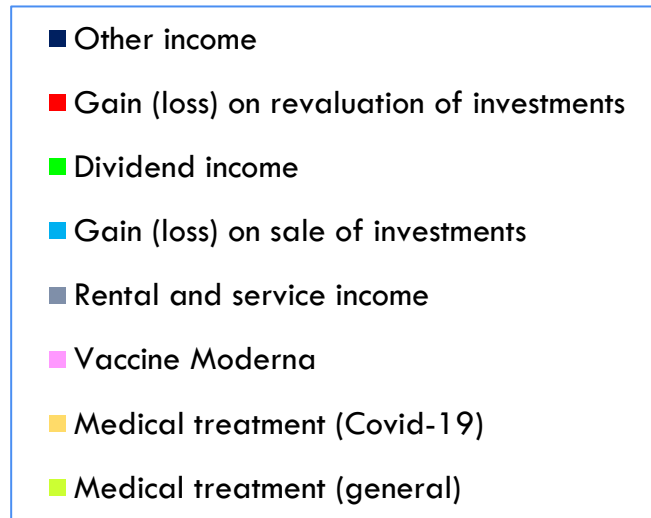 Other income
Gain (loss) on revaluation of investments
Dividend income
Gain (loss) on sale of investments
Rental and service income
Vaccine Moderna
Medical treatment (Covid-19)
Medical treatment (general)